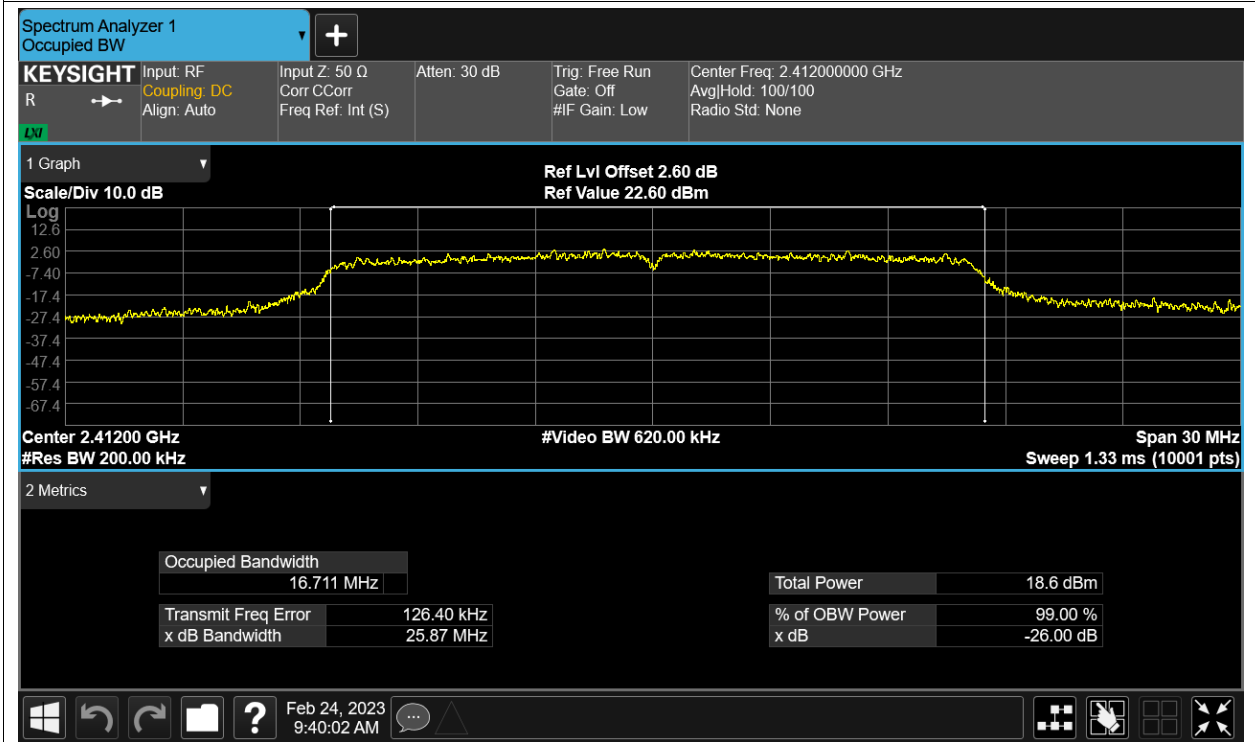 Spectrum Analyzer 1
Occupied BW
KEYSIGHT
R
LXI
Input: RF
Coupling: DC
Align: Auto
Input Z: 50 Ω
Corr CCorr
Freq Ref: Int (S)
Atten: 30 dB
Trig: Free Run
Gate: Off
#IF Gain: Low
Center Freq: 2.412000000 GHz
Avg|Hold: 100/100
Radio Std: None
1 Graph
Scale/Div 10.0 dB
Ref Lvl Offset 2.60 dB
Ref Value 22.60 dBm
Log
12.6
2.60
-7.40
-17.4
-27.4
-37.4
-47.4
-57.4
-67.4
Center 2.41200 GHz
#Video BW 620.00 kHz
Span 30 MHz
#Res BW 200.00 kHz
Sweep 1.33 ms (10001 pts)
2 Metrics
Occupied Bandwidth
16.711 MHz
Total Power 18.6 dBm
Transmit Freq Error 126.40 kHz
% of OBW Power 99.00 %
x dB Bandwidth 25.87 MHz
x dB -26.00 dB
?
Feb 24, 2023
9:40:02 AM